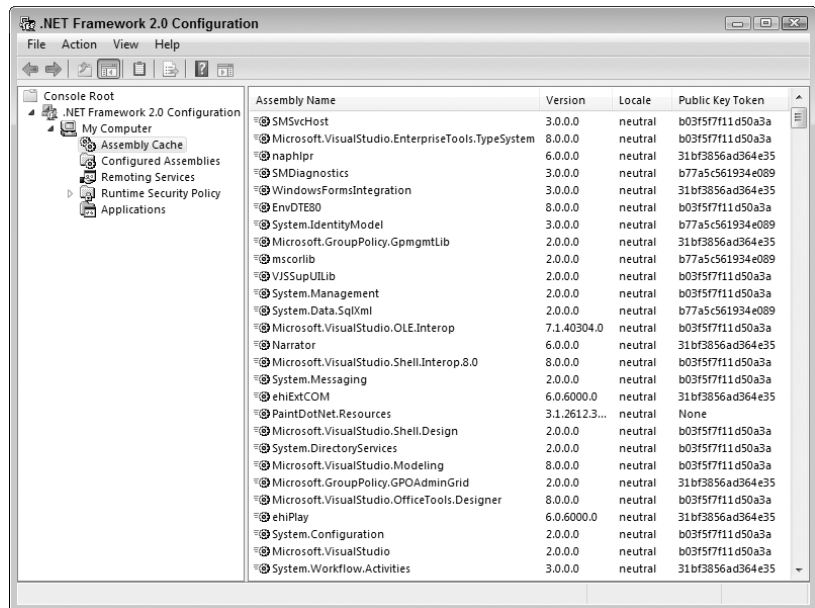 .NET Framework 2.0 Configuration
File Action View Help
Console Root
.NET Framework 2.0 Configuration
My Computer
Assembly Cache
Configured Assemblies
Remoting Services
Runtime Security Policy
Applications
Assembly Name Version Locale Public Key Token
SMSvcHost 3.0.0.0 neutral b03f5f7f11d50a3a
Microsoft.VisualStudio.EnterpriseTools.TypeSystem 8.0.0.0 neutral b03f5f7f11d50a3a
naphlpr 6.0.0.0 neutral 31bf3856ad364e35
SMDiagnostics 3.0.0.0 neutral b77a5c561934e089
WindowsFormsIntegration 3.0.0.0 neutral 31bf3856ad364e35
EnvDTE80 8.0.0.0 neutral b03f5f7f11d50a3a
System.IdentityModel 3.0.0.0 neutral b77a5c561934e089
Microsoft.GroupPolicy.GpmgmtLib 2.0.0.0 neutral 31bf3856ad364e35
mscorlib 2.0.0.0 neutral b77a5c561934e089
VJSSupUILib 2.0.0.0 neutral b03f5f7f11d50a3a
System.Management 2.0.0.0 neutral b03f5f7f11d50a3a
System.Data.SqlXml 2.0.0.0 neutral b77a5c561934e089
Microsoft.VisualStudio.OLE.Interop 7.1.40304.0 neutral b03f5f7f11d50a3a
Narrator 6.0.0.0 neutral 31bf3856ad364e35
Microsoft.VisualStudio.Shell.Interop.8.0 8.0.0.0 neutral b03f5f7f11d50a3a
System.Messaging 2.0.0.0 neutral b03f5f7f11d50a3a
ehiExtCOM 6.0.6000.0 neutral 31bf3856ad364e35
PaintDotNet.Resources 3.1.2612.3... neutral None
Microsoft.VisualStudio.Shell.Design 2.0.0.0 neutral b03f5f7f11d50a3a
System.DirectoryServices 2.0.0.0 neutral b03f5f7f11d50a3a
Microsoft.VisualStudio.Modeling 8.0.0.0 neutral b03f5f7f11d50a3a
Microsoft.GroupPolicy.GPOAdminGrid 2.0.0.0 neutral 31bf3856ad364e35
Microsoft.VisualStudio.OfficeTools.Designer 8.0.0.0 neutral b03f5f7f11d50a3a
ehiPlay 6.0.6000.0 neutral 31bf3856ad364e35
System.Configuration 2.0.0.0 neutral b03f5f7f11d50a3a
Microsoft.VisualStudio 2.0.0.0 neutral b03f5f7f11d50a3a
System.Workflow.Activities 3.0.0.0 neutral 31bf3856ad364e35